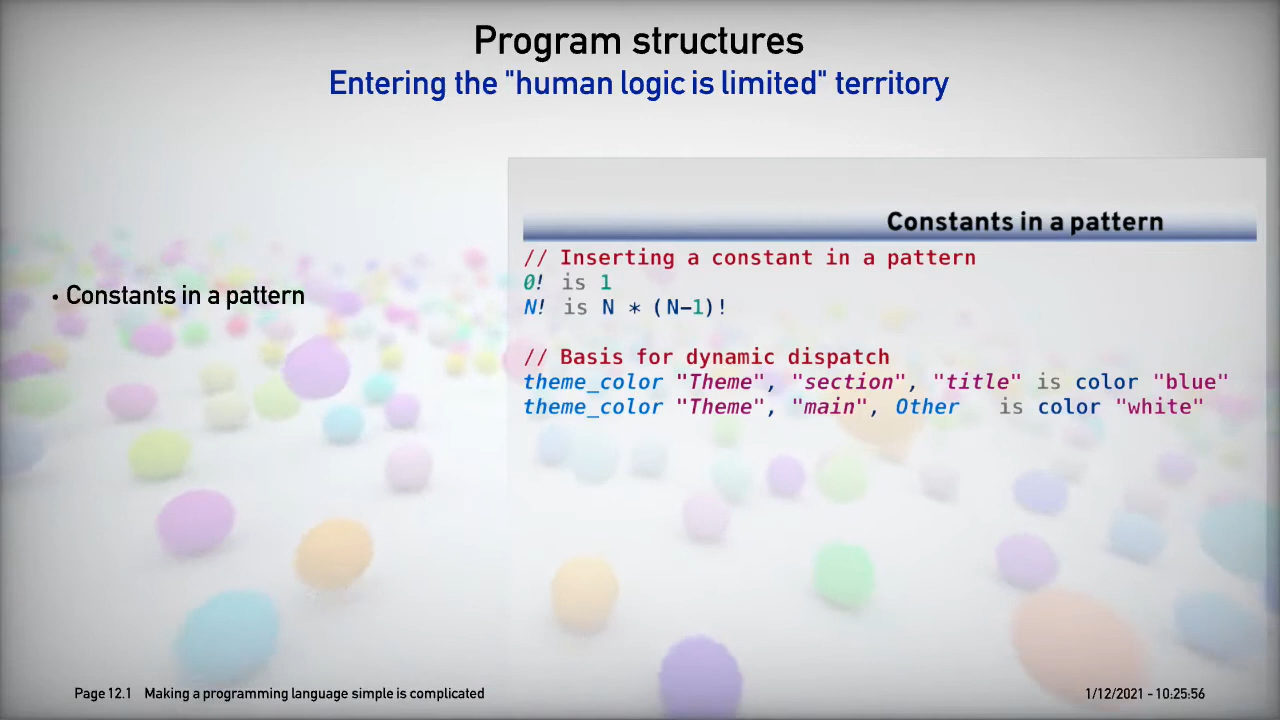 Program structures
Entering the "human logic is limited" territory
• Constants in a pattern
Constants in a pattern
// Inserting a constant in a pattern
0! is 1
N! is N * (N-1)!
// Basis for dynamic dispatch
theme_color "Theme", "section", "title" is color "blue"
theme_color "Theme", "main", Other is color "white"
Page 12.1 Making a programming language simple is complicated
1/12/2021 - 10:25:56